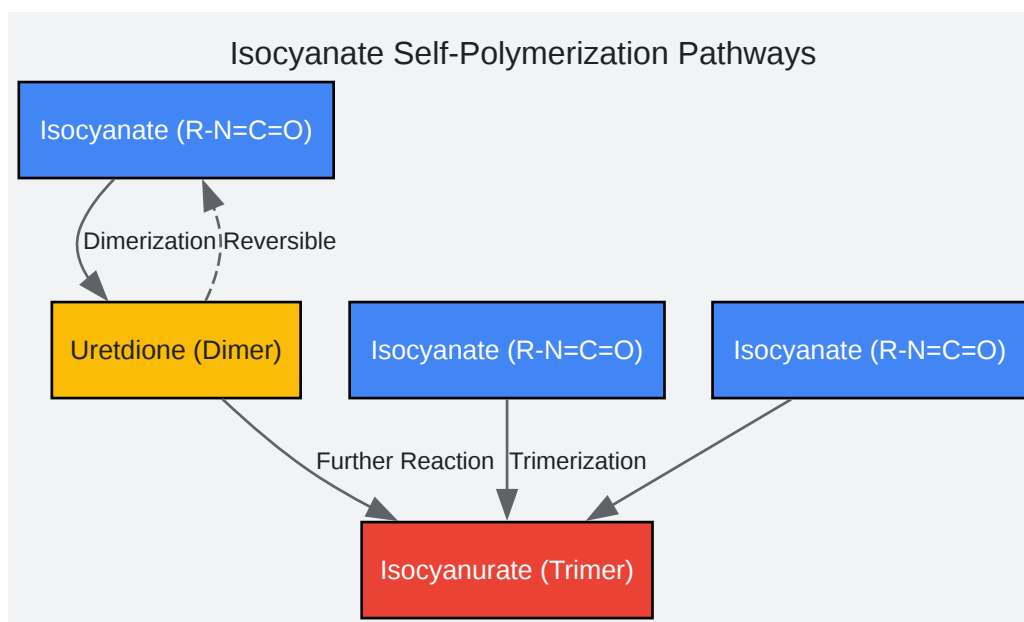 Isocyanate Self-Polymerization Pathways
Isocyanate (R-N=C=O)
Dimerization
Reversible
Uretdione (Dimer)
Isocyanate (R-N=C=O)
Isocyanate (R-N=C=O)
Further Reaction
Trimerization
Isocyanurate (Trimer)